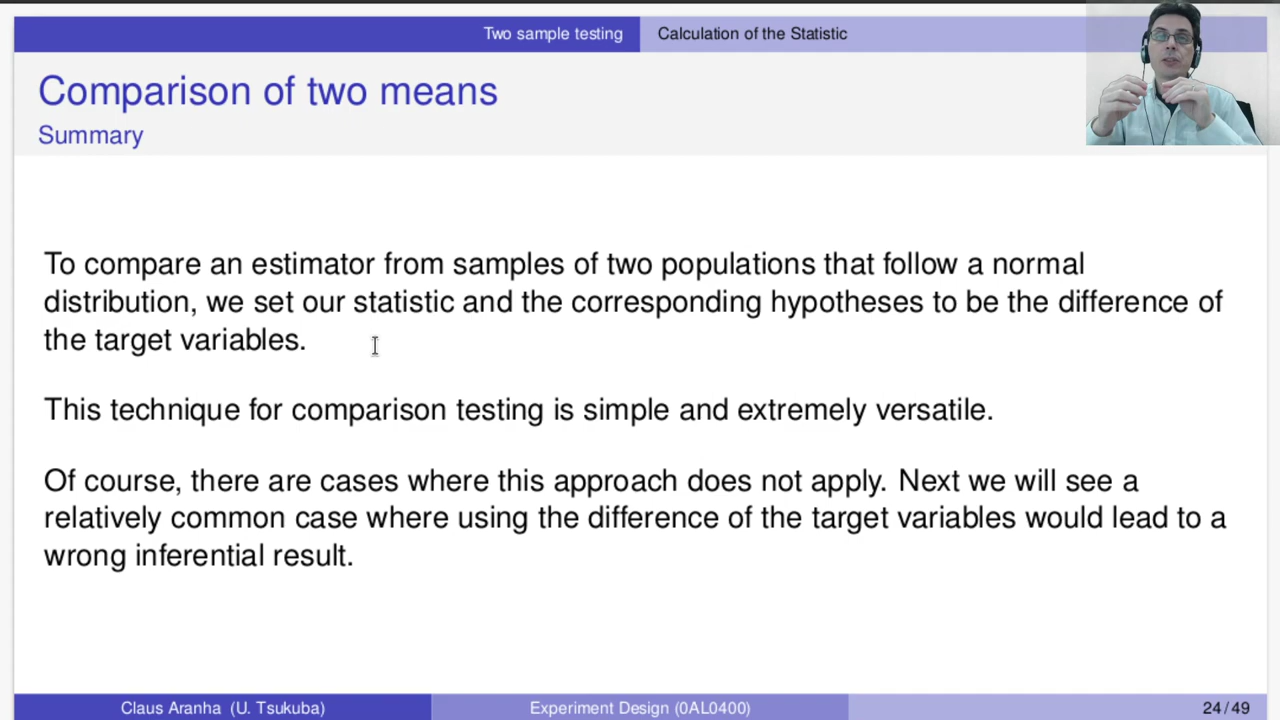 Two sample testing
Calculation of the Statistic
Comparison of two means
Summary
To compare an estimator from samples of two populations that follow a normal
distribution, we set our statistic and the corresponding hypotheses to be the difference of
the target variables.
This technique for comparison testing is simple and extremely versatile.
Of course, there are cases where this approach does not apply. Next we will see a
relatively common case where using the difference of the target variables would lead to a
wrong inferential result.
Claus Aranha (U. Tsukuba)
Experiment Design (0AL0400)
24 / 49